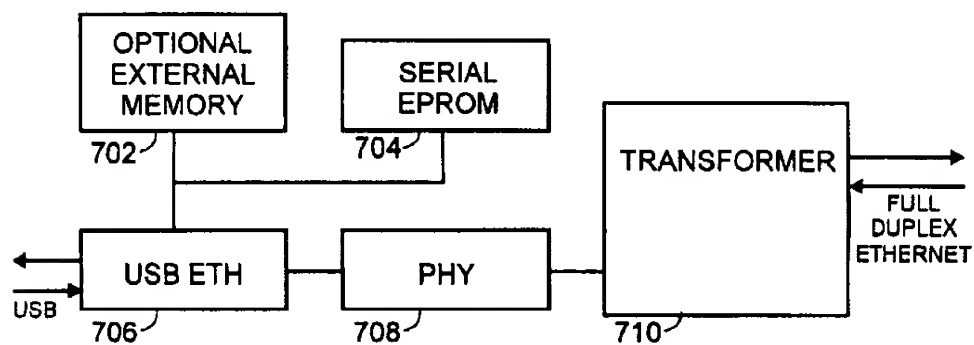 OPTIONAL
EXTERNAL
MEMORY
702
SERIAL
EPROM
704
TRANSFORMER
FULL
DUPLEX
ETHERNET
USB ETH
USB
706
PHY
708
710